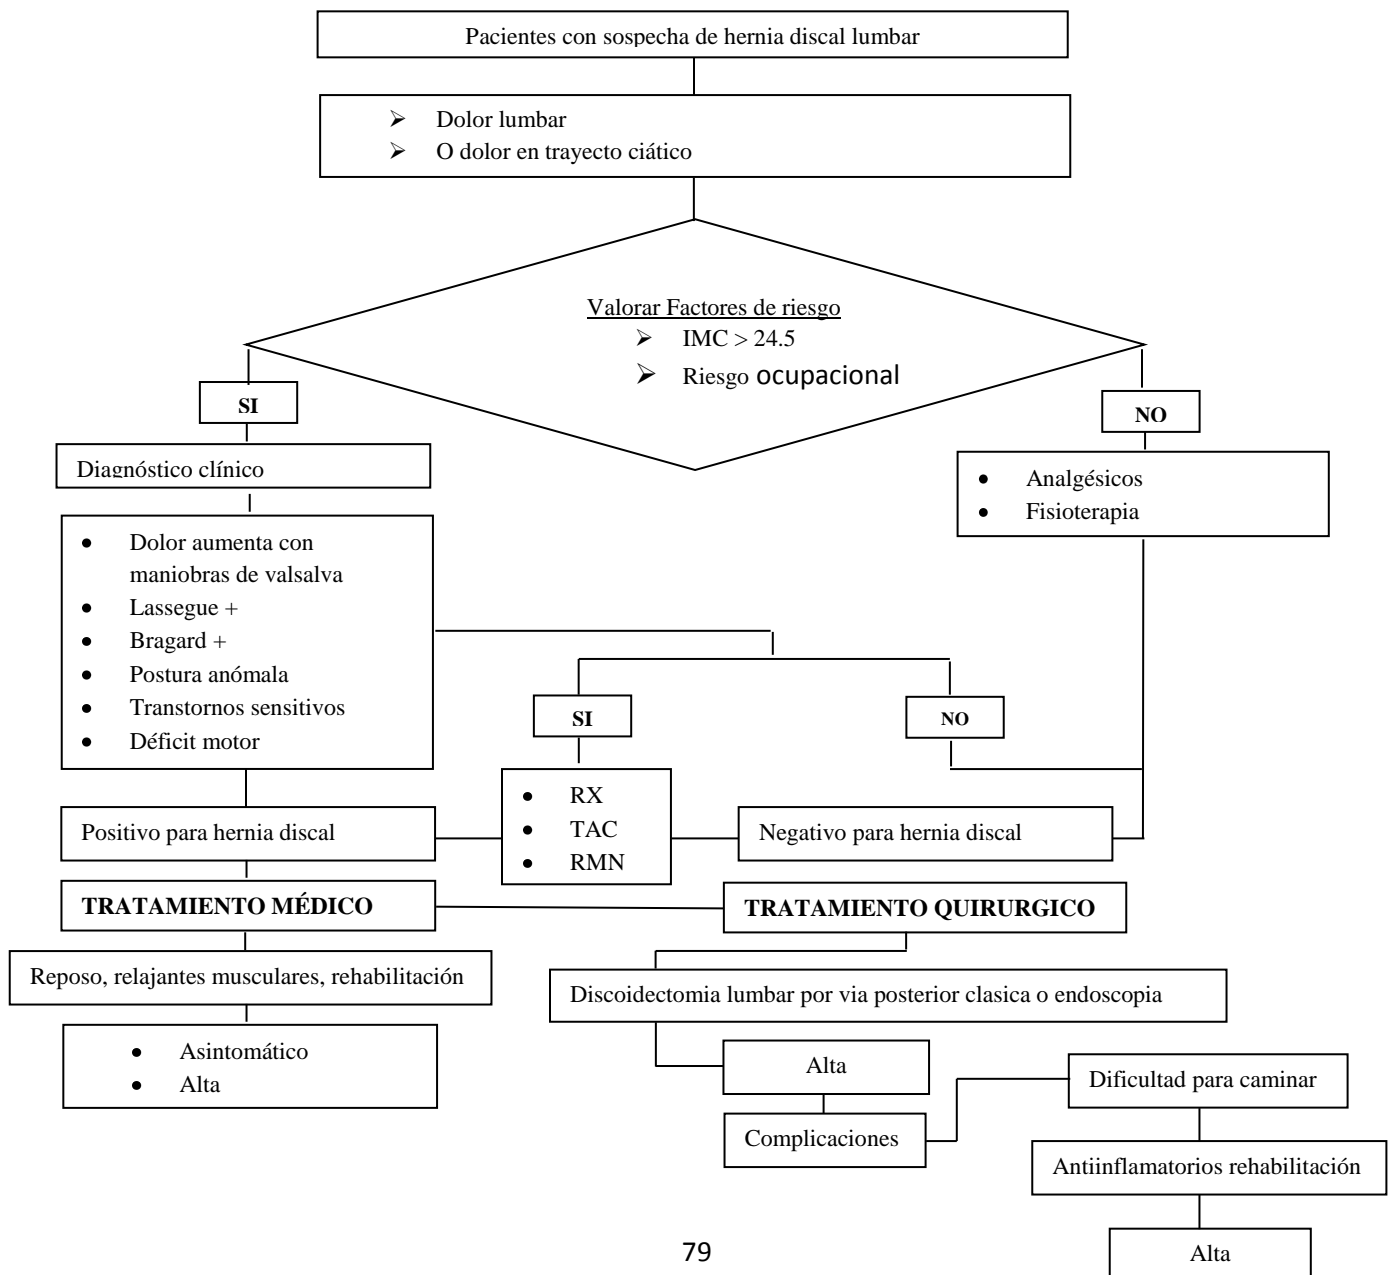 Pacientes con sospecha de hernia discal lumbar
➢ Dolor lumbar
➢ O dolor en trayecto ciático
Valorar Factores de riesgo
➢ IMC > 24.5
➢ Riesgo ocupacional
SI
NO
Diagnóstico clínico
• Analgésicos
• Fisioterapia
• Dolor aumenta con
maniobras de valsalva
• Lassegue +
• Bragard +
• Postura anómala
• Transtornos sensitivos
• Déficit motor
SI
NO
• RX
• TAC
• RMN
Positivo para hernia discal
Negativo para hernia discal
TRATAMIENTO MÉDICO
TRATAMIENTO QUIRURGICO
Reposo, relajantes musculares, rehabilitación
Discoidectomia lumbar por via posterior clasica o endoscopia
• Asintomático
• Alta
Alta
Complicaciones
Dificultad para caminar
Antiinflamatorios rehabilitación
Alta
79